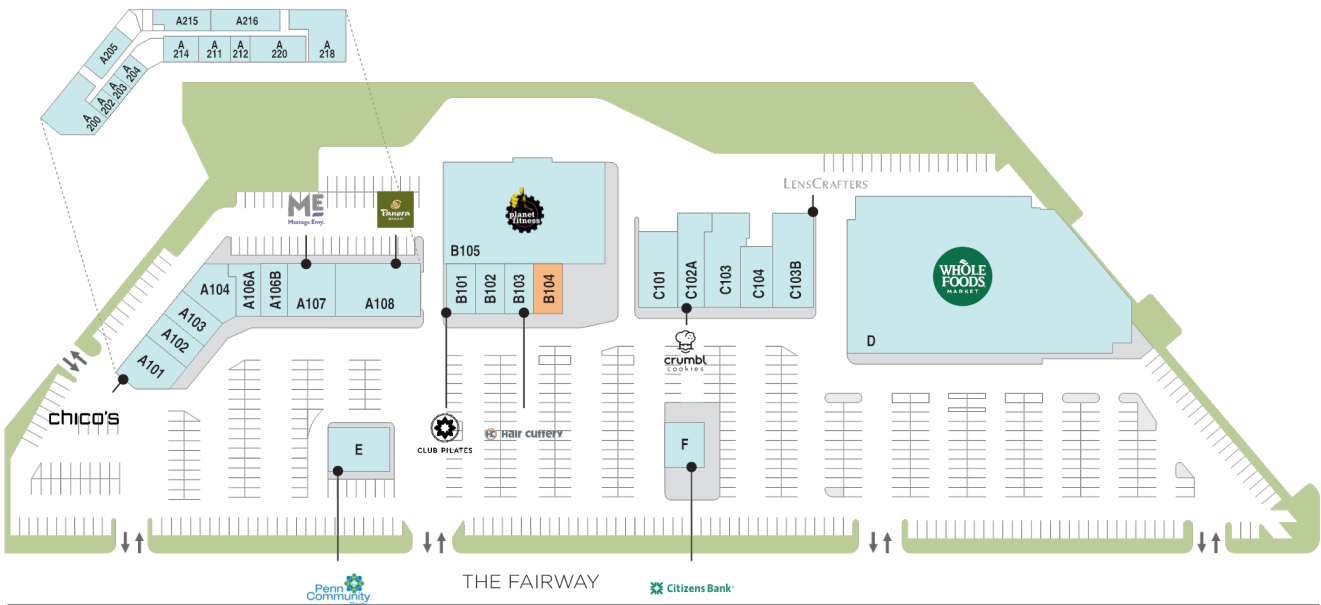 A215
A216
A205
A
214
A
211
A
212
A
220
A
218
A
204
A
203
A
202
A
200
LENSCRAFTERS
ME
Massage Envy
Panera
BREAD
planet
fitness
B105
WHOLE
FOODS
MARKET
A104
A106A
A106B
A107
A108
B101
B102
B103
B104
C101
C102A
C103
C104
C103B
A103
A102
A101
D
crumbl
cookies
chico's
E
F
CLUB PILATES
HC Hair Cuttery
THE FAIRWAY
Penn
Community
Bank
Citizens Bank